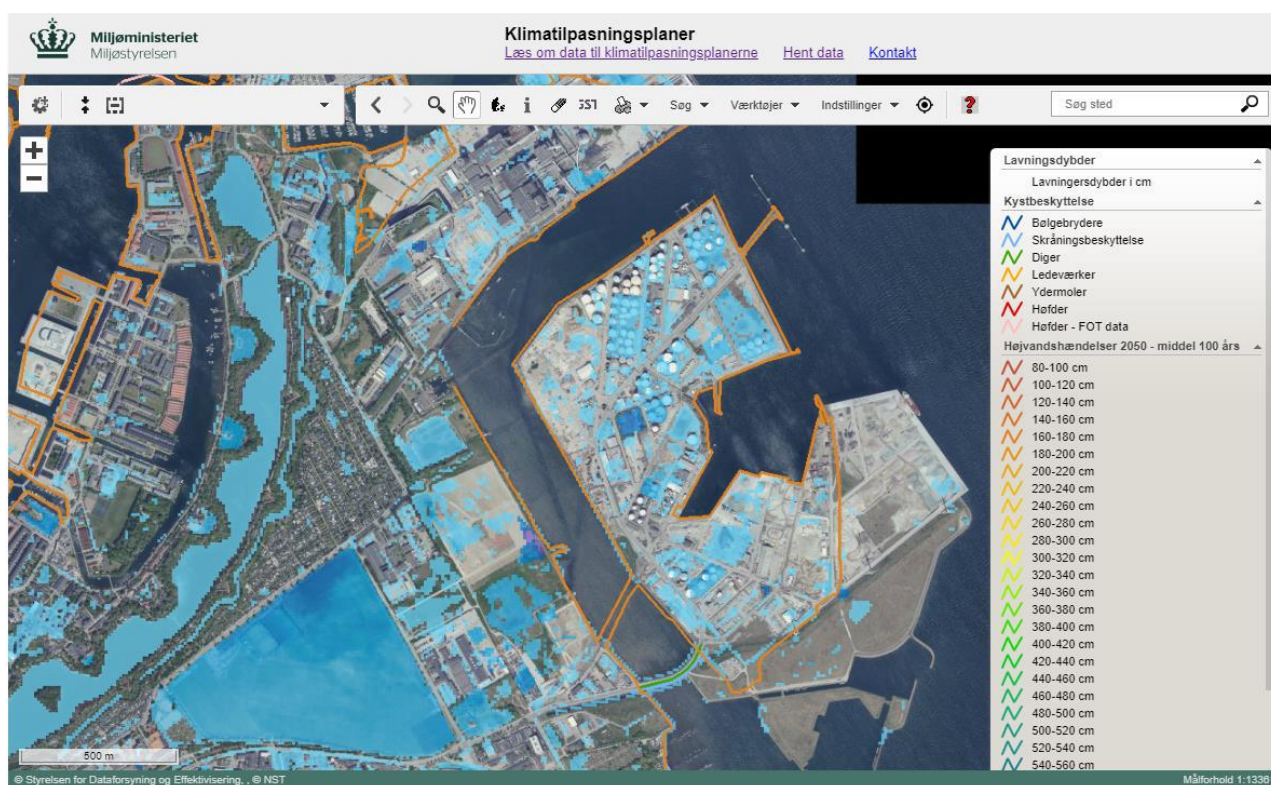 Miljøministeriet
Miljøstyrelsen
Klimatilpasningsplaner
Læs om data til klimatilpasningsplanerne Hent data Kontakt
Søg Værktøjer Indstillinger ? Søg sted
+
−
Lavningsdybder
Lavningersdybder i cm
Kystbeskyttelse
Bølgebrydere
Skråningsbeskyttelse
Diger
Ledeværker
Ydermoler
Høfder
Høfder - FOT data
Højvandshændelser 2050 - middel 100 års
80-100 cm
100-120 cm
120-140 cm
140-160 cm
160-180 cm
180-200 cm
200-220 cm
220-240 cm
240-260 cm
260-280 cm
280-300 cm
300-320 cm
320-340 cm
340-360 cm
360-380 cm
380-400 cm
400-420 cm
420-440 cm
440-460 cm
460-480 cm
480-500 cm
500-520 cm
520-540 cm
540-560 cm
500 m
© Styrelsen for Dataforsyning og Effektivisering, , © NST Målforhold 1:1336